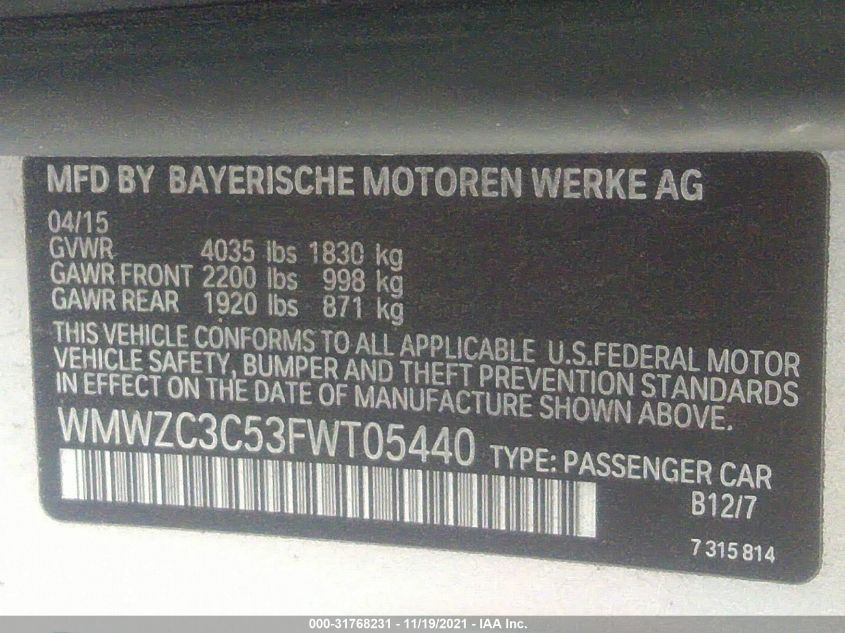 MFD BY BAYERISCHE MOTOREN WERKE AG
04/15
GVWR 4035 lbs 1830 kg
GAWR FRONT 2200 lbs 998 kg
GAWR REAR 1920 lbs 871 kg
THIS VEHICLE CONFORMS TO ALL APPLICABLE U.S.FEDERAL MOTOR
VEHICLE SAFETY, BUMPER AND THEFT PREVENTION STANDARDS
IN EFFECT ON THE DATE OF MANUFACTURE SHOWN ABOVE.
WMWZC3C53FWT05440 TYPE: PASSENGER CAR
B12/7
7 315 814
000-31768231 - 11/19/2021 - IAA Inc.